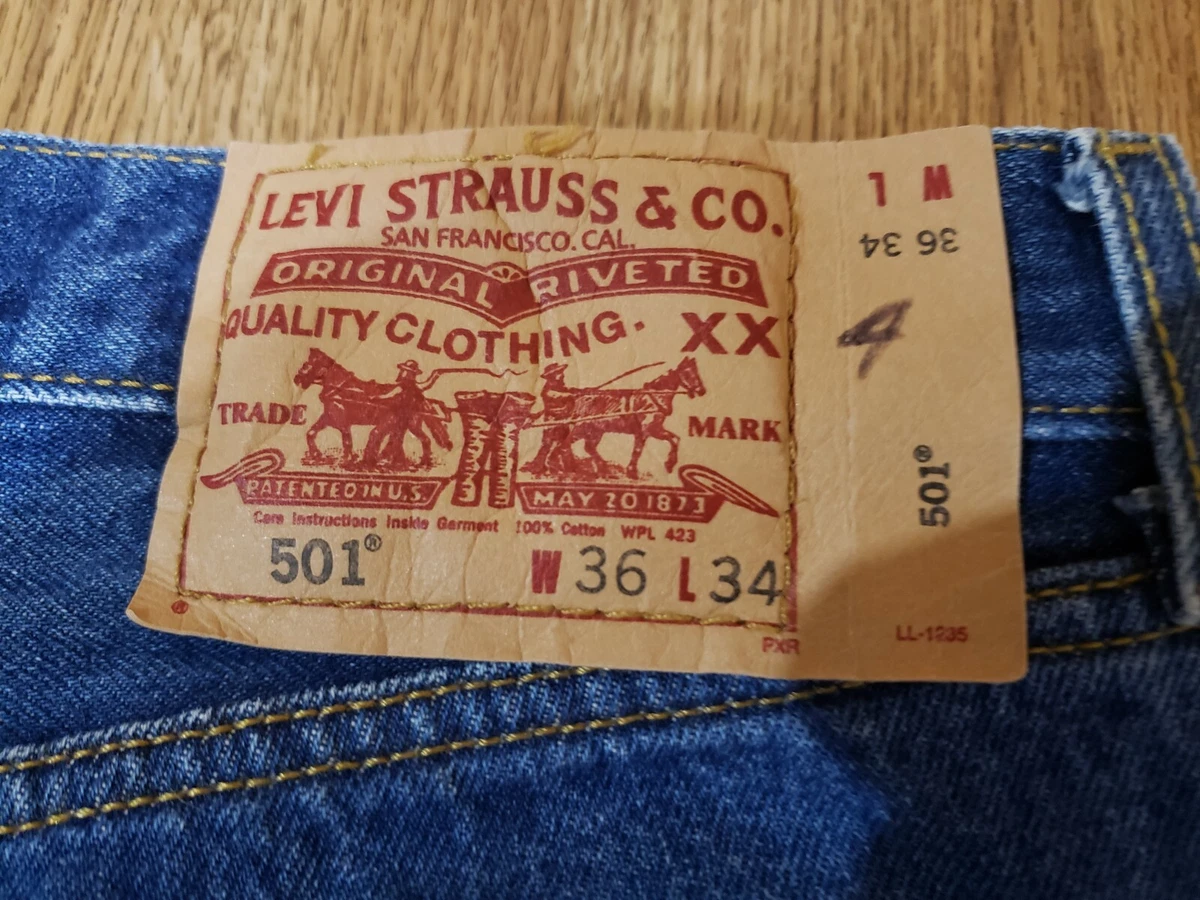 LEVI STRAUSS & CO.
SAN FRANCISCO. CAL.
ORIGINAL RIVETED
QUALITY CLOTHING. XX
TRADE MARK
PATENTED IN U.S. MAY 20 1873
Care Instructions Inside Garment 100% Cotton WPL 423
501® W 36 L 34
®
PXR
W L
36 34
4
501®
LL-1235